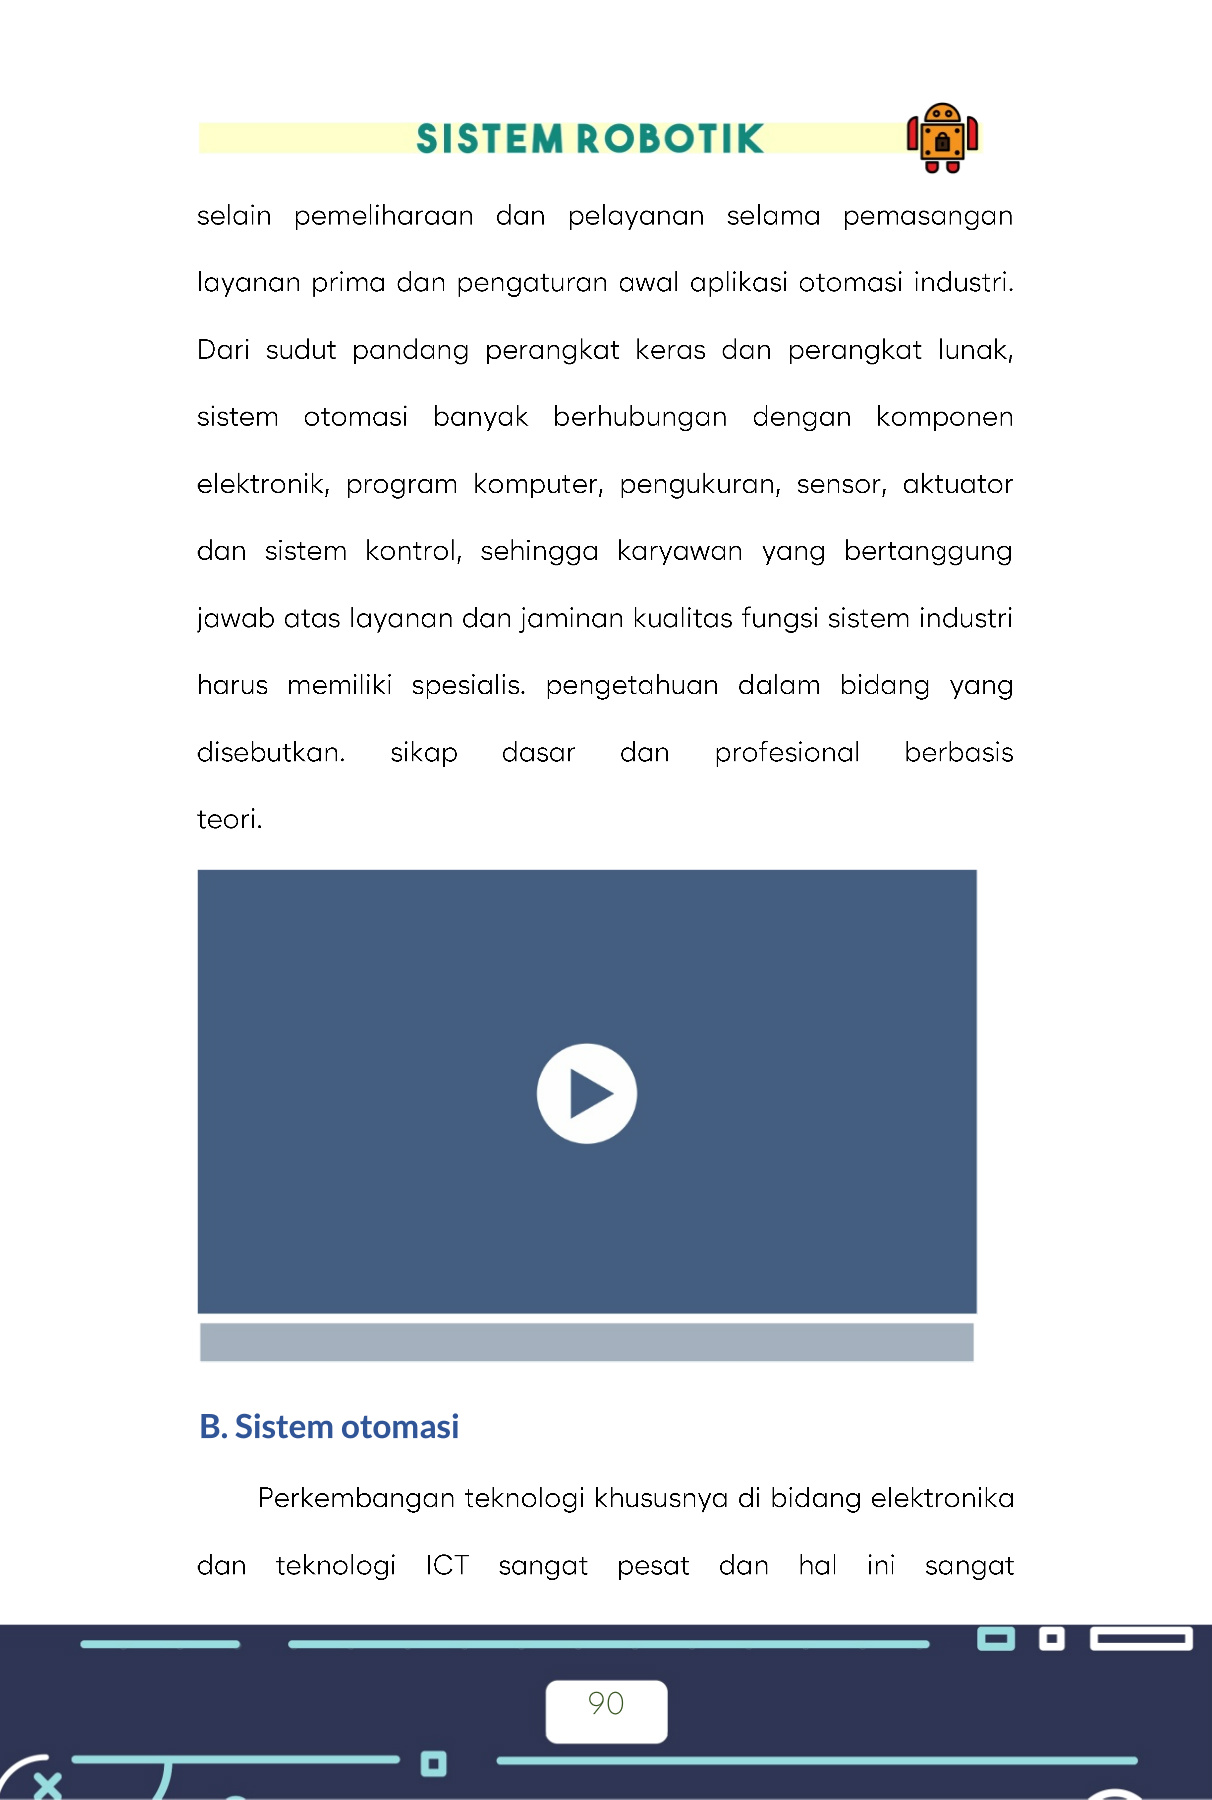 SISTEM ROBOTIK
selain pemeliharaan dan pelayanan selama pemasangan
layanan prima dan pengaturan awal aplikasi otomasi industri.
Dari sudut pandang perangkat keras dan perangkat lunak,
sistem otomasi banyak berhubungan dengan komponen
elektronik, program komputer, pengukuran, sensor, aktuator
dan sistem kontrol, sehingga karyawan yang bertanggung
jawab atas layanan dan jaminan kualitas fungsi sistem industri
harus memiliki spesialis. pengetahuan dalam bidang yang
disebutkan. sikap dasar dan profesional berbasis
teori.
B. Sistem otomasi
Perkembangan teknologi khususnya di bidang elektronika
dan teknologi ICT sangat pesat dan hal ini sangat
90